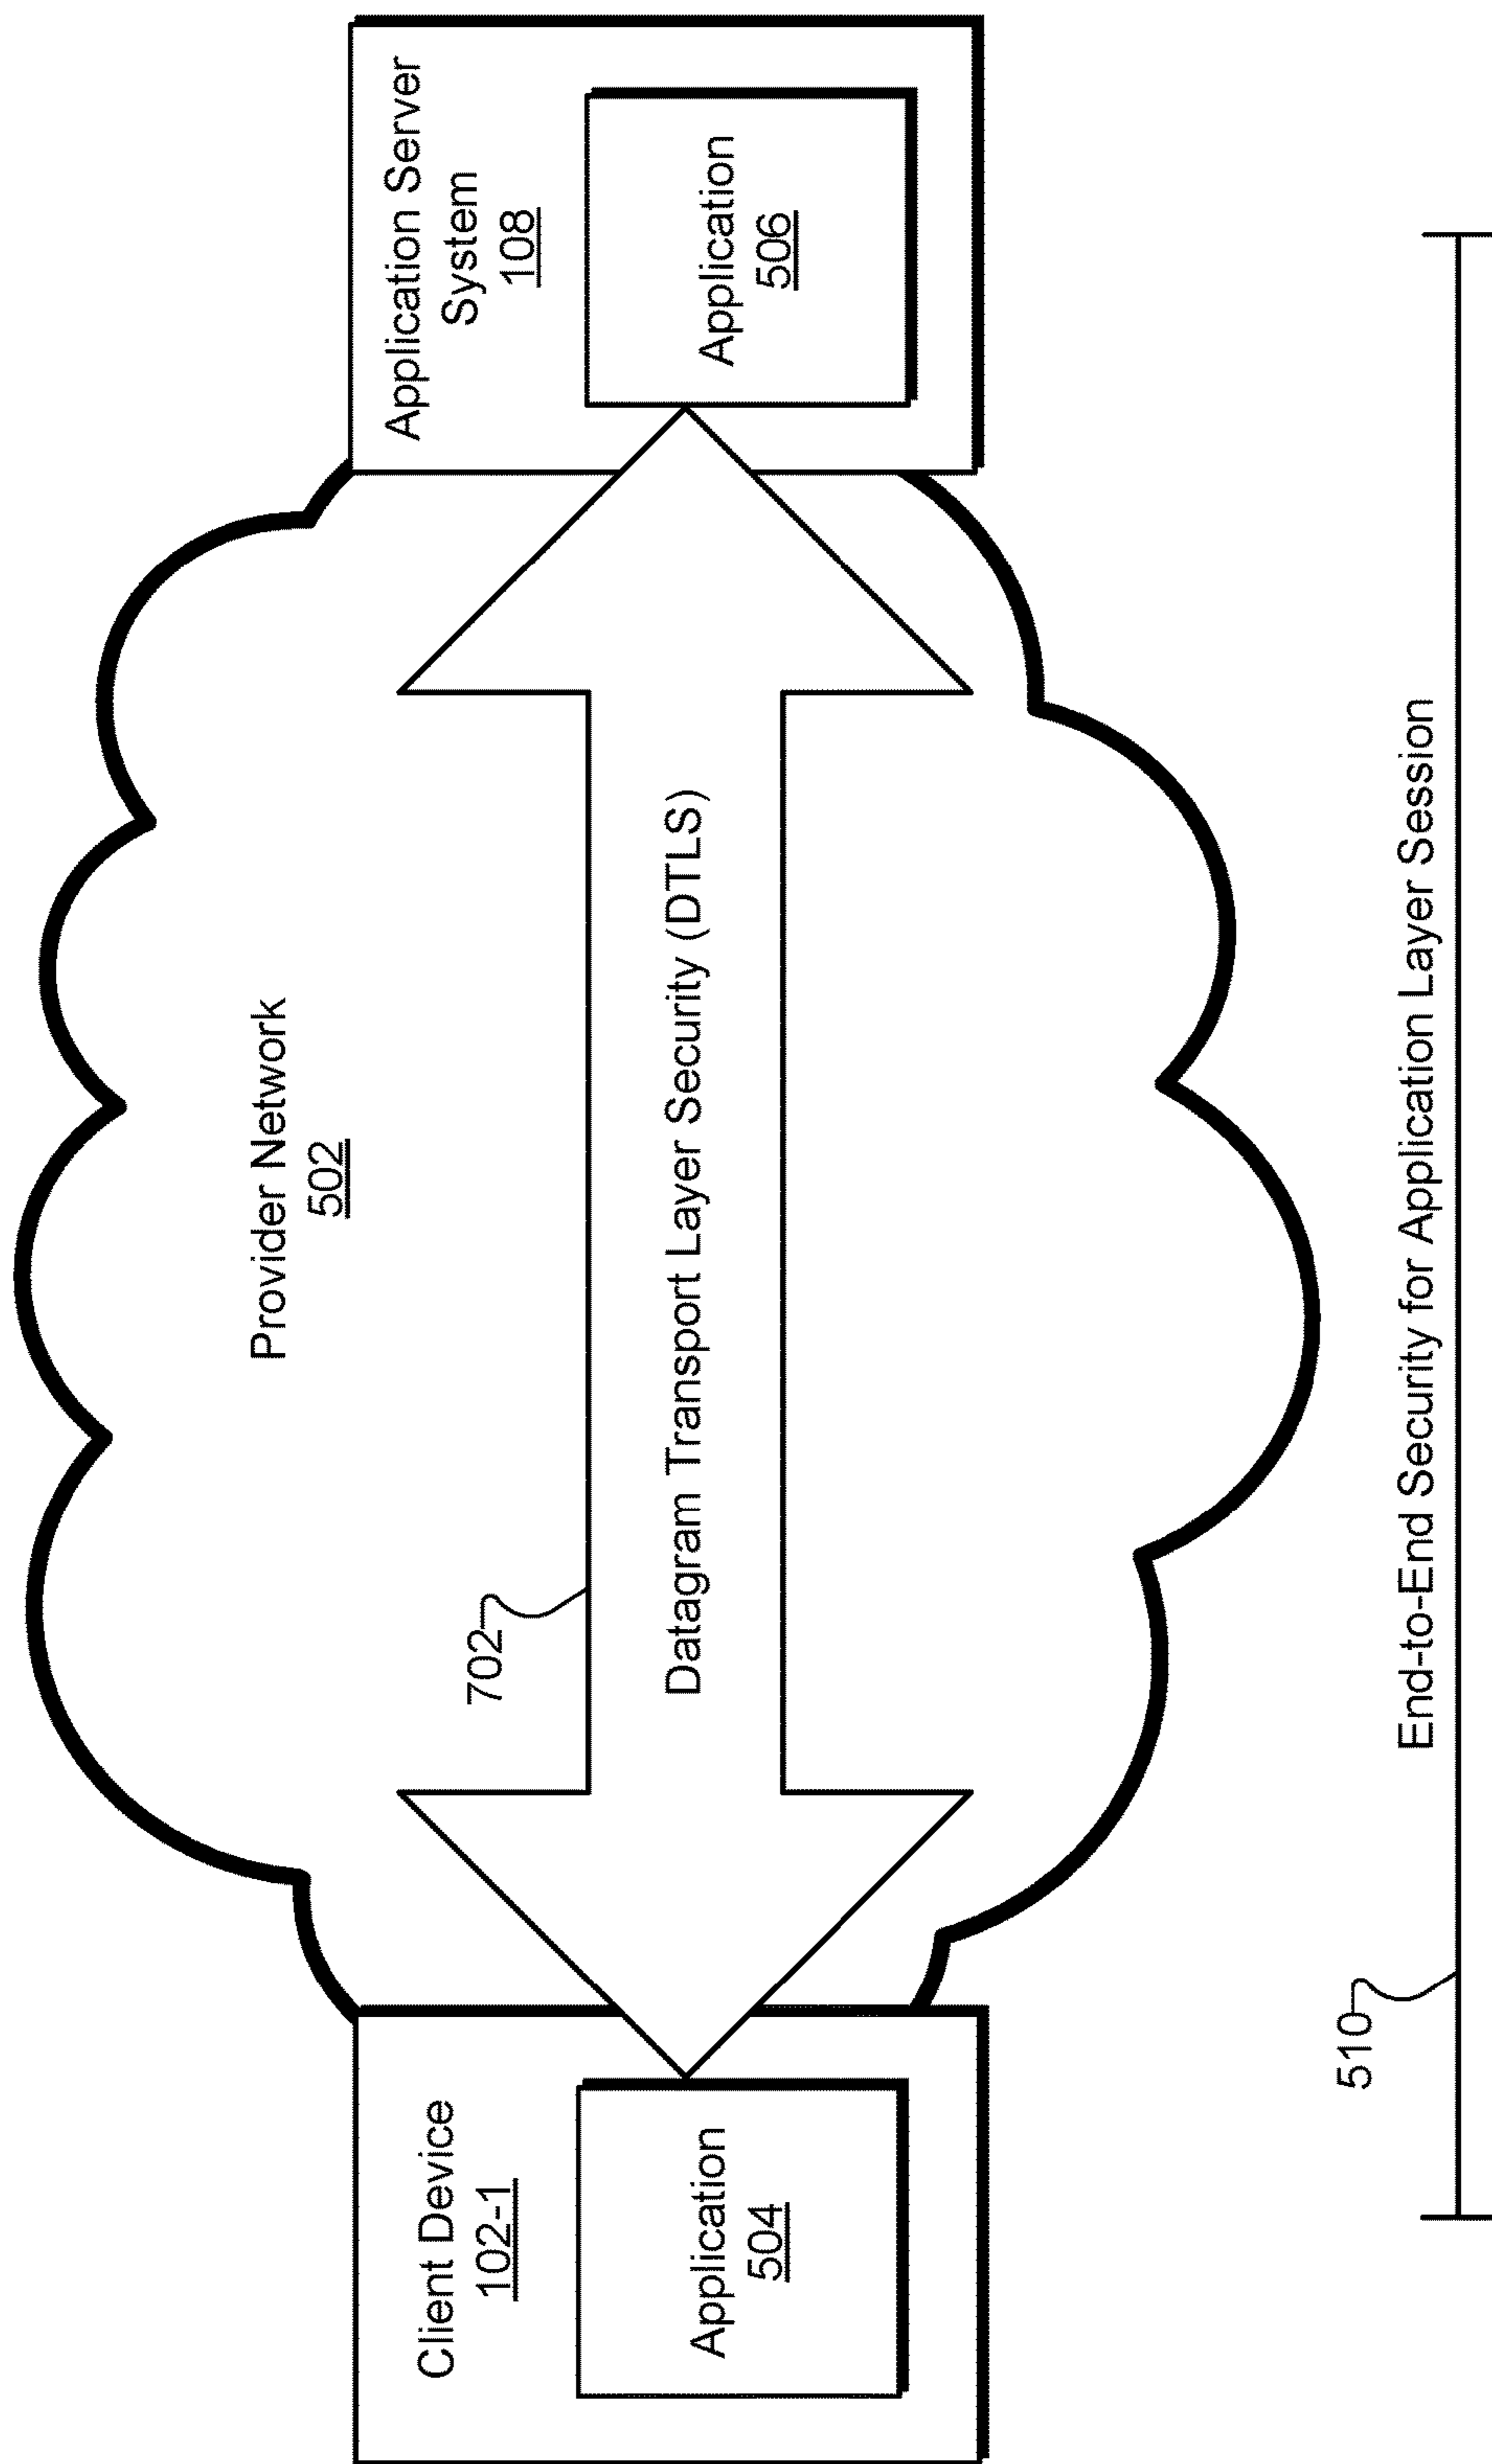 Provider Network
502
Client Device
102-1
Application
504
702
Datagram Transport Layer Security (DTLS)
Application Server
System
108
Application
506
510
End-to-End Security for Application Layer Session